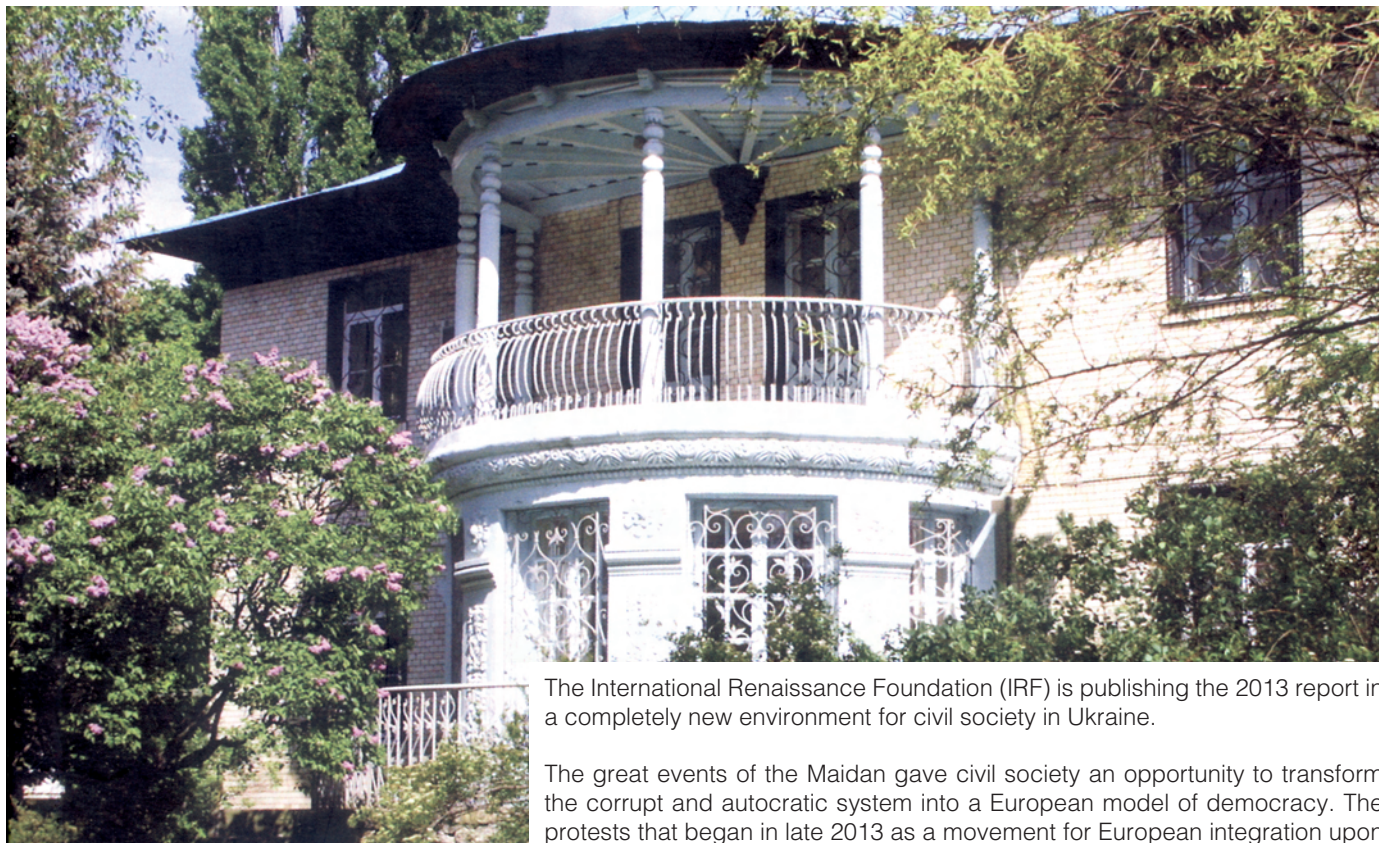 The International Renaissance Foundation (IRF) is publishing the 2013 report in
a completely new environment for civil society in Ukraine.
The great events of the Maidan gave civil society an opportunity to transform
the corrupt and autocratic system into a European model of democracy. The
protests that began in late 2013 as a movement for European integration upon